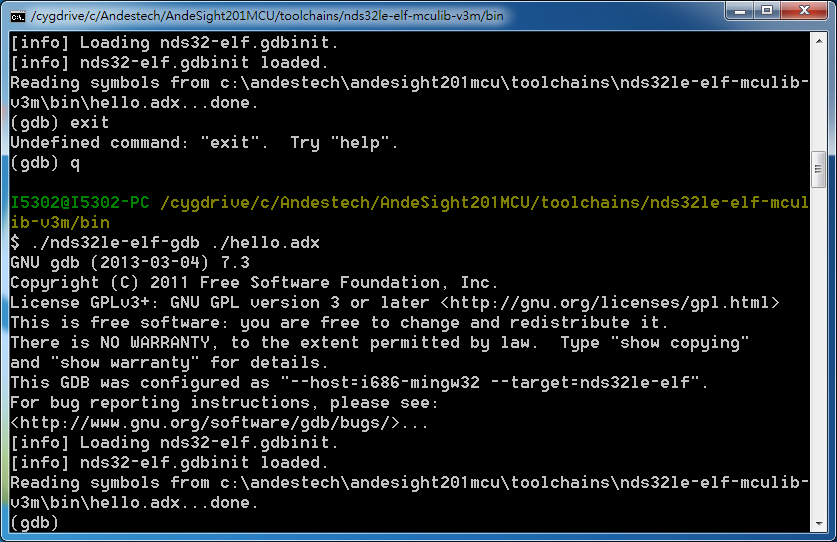 /cygdrive/c/Andestech/AndeSight201MCU/toolchains/nds32le-elf-mculib-v3m/bin
[info] Loading nds32-elf.gdbinit.
[info] nds32-elf.gdbinit loaded.
Reading symbols from c:\andestech\andesight201mcu\toolchains\nds32le-elf-mculib-
v3m\bin\hello.adx...done.
(gdb) exit
Undefined command: "exit".  Try "help".
(gdb) q
I5302@I5302-PC /cygdrive/c/Andestech/AndeSight201MCU/toolchains/nds32le-elf-mcul
ib-v3m/bin
$ ./nds32le-elf-gdb ./hello.adx
GNU gdb (2013-03-04) 7.3
Copyright (C) 2011 Free Software Foundation, Inc.
License GPLv3+: GNU GPL version 3 or later <http://gnu.org/licenses/gpl.html>
This is free software: you are free to change and redistribute it.
There is NO WARRANTY, to the extent permitted by law.  Type "show copying"
and "show warranty" for details.
This GDB was configured as "--host=i686-mingw32 --target=nds32le-elf".
For bug reporting instructions, please see:
<http://www.gnu.org/software/gdb/bugs/>...
[info] Loading nds32-elf.gdbinit.
[info] nds32-elf.gdbinit loaded.
Reading symbols from c:\andestech\andesight201mcu\toolchains\nds32le-elf-mculib-
v3m\bin\hello.adx...done.
(gdb)